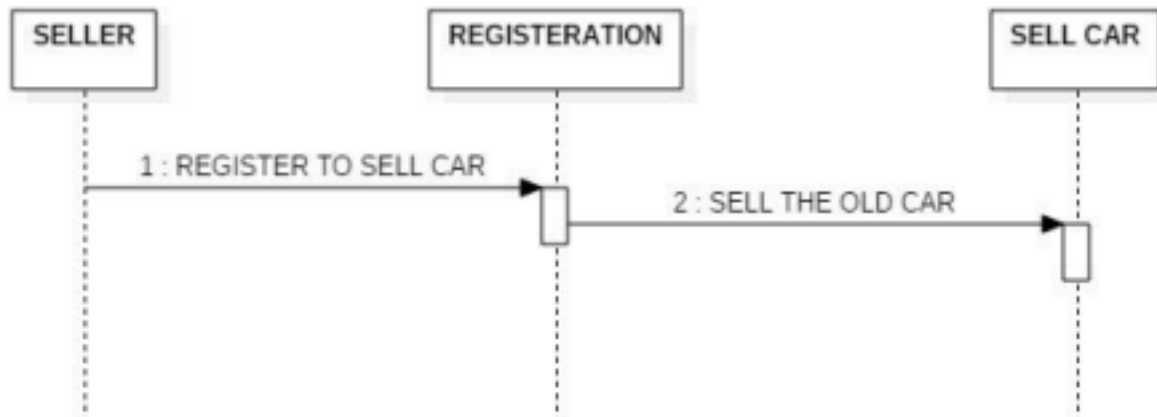 SELLER
REGISTERATION
SELL CAR
1 : REGISTER TO SELL CAR
2 : SELL THE OLD CAR